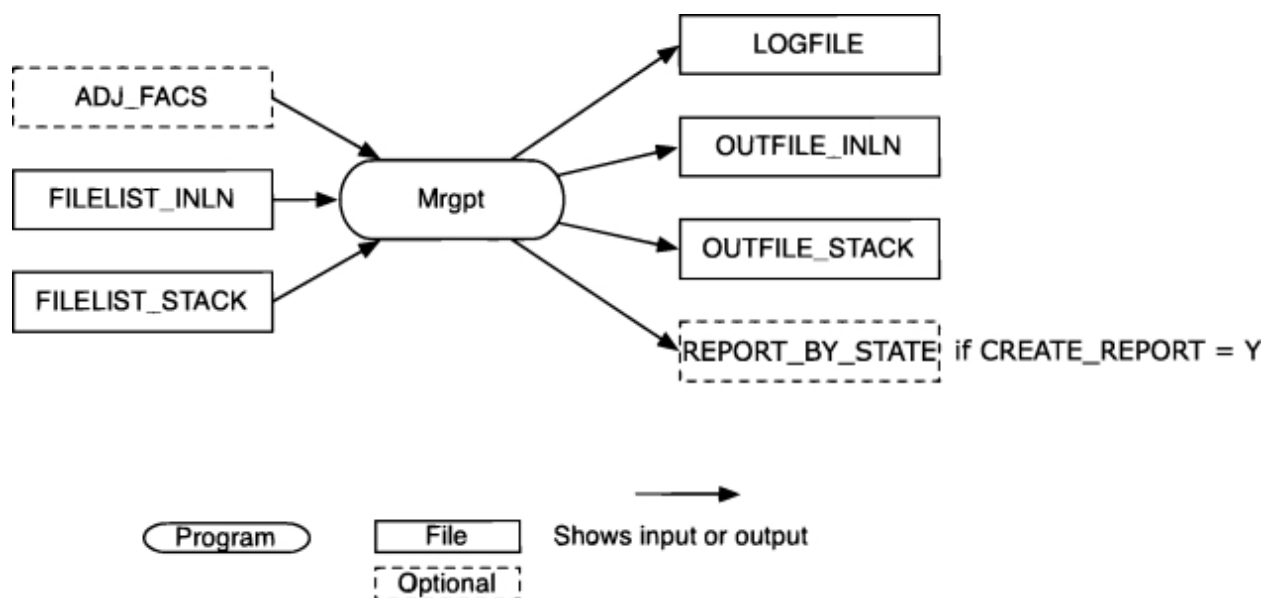 LOGFILE
ADJ_FACS
OUTFILE_INLN
FILELIST_INLN
Mrgpt
OUTFILE_STACK
FILELIST_STACK
REPORT_BY_STATE if CREATE_REPORT = Y
Program
File
Shows input or output
Optional